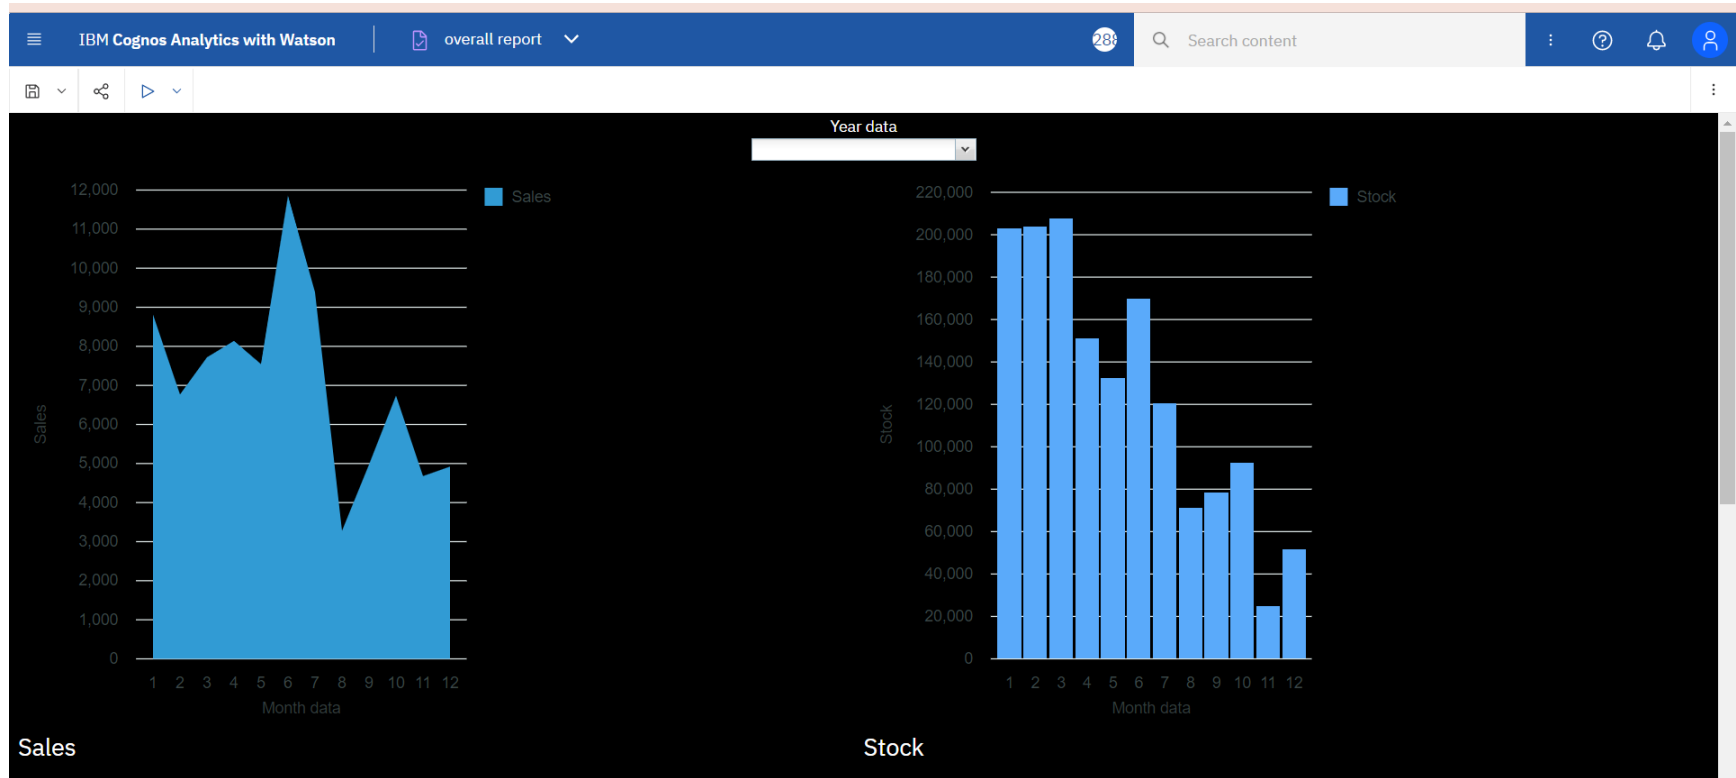 IBM Cognos Analytics with Watson
overall report
288
Search content
Year data
12,000
11,000
10,000
9,000
8,000
7,000
6,000
5,000
4,000
3,000
2,000
1,000
0
Sales
1 2 3 4 5 6 7 8 9 10 11 12
Month data
Sales
Sales
220,000
200,000
180,000
160,000
140,000
120,000
100,000
80,000
60,000
40,000
20,000
0
Stock
1 2 3 4 5 6 7 8 9 10 11 12
Month data
Stock
Stock